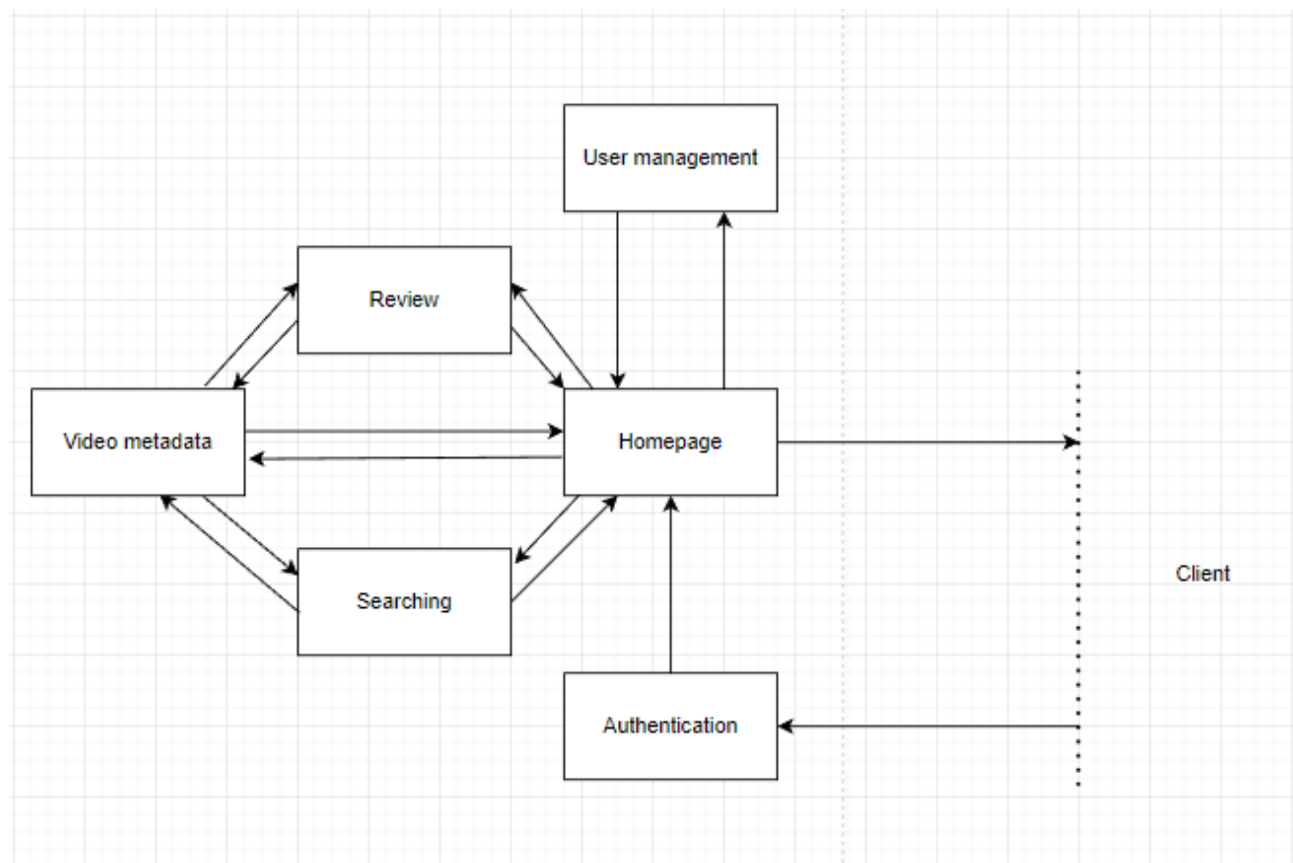 User management
Review
Video metadata
Homepage
Client
Searching
Authentication